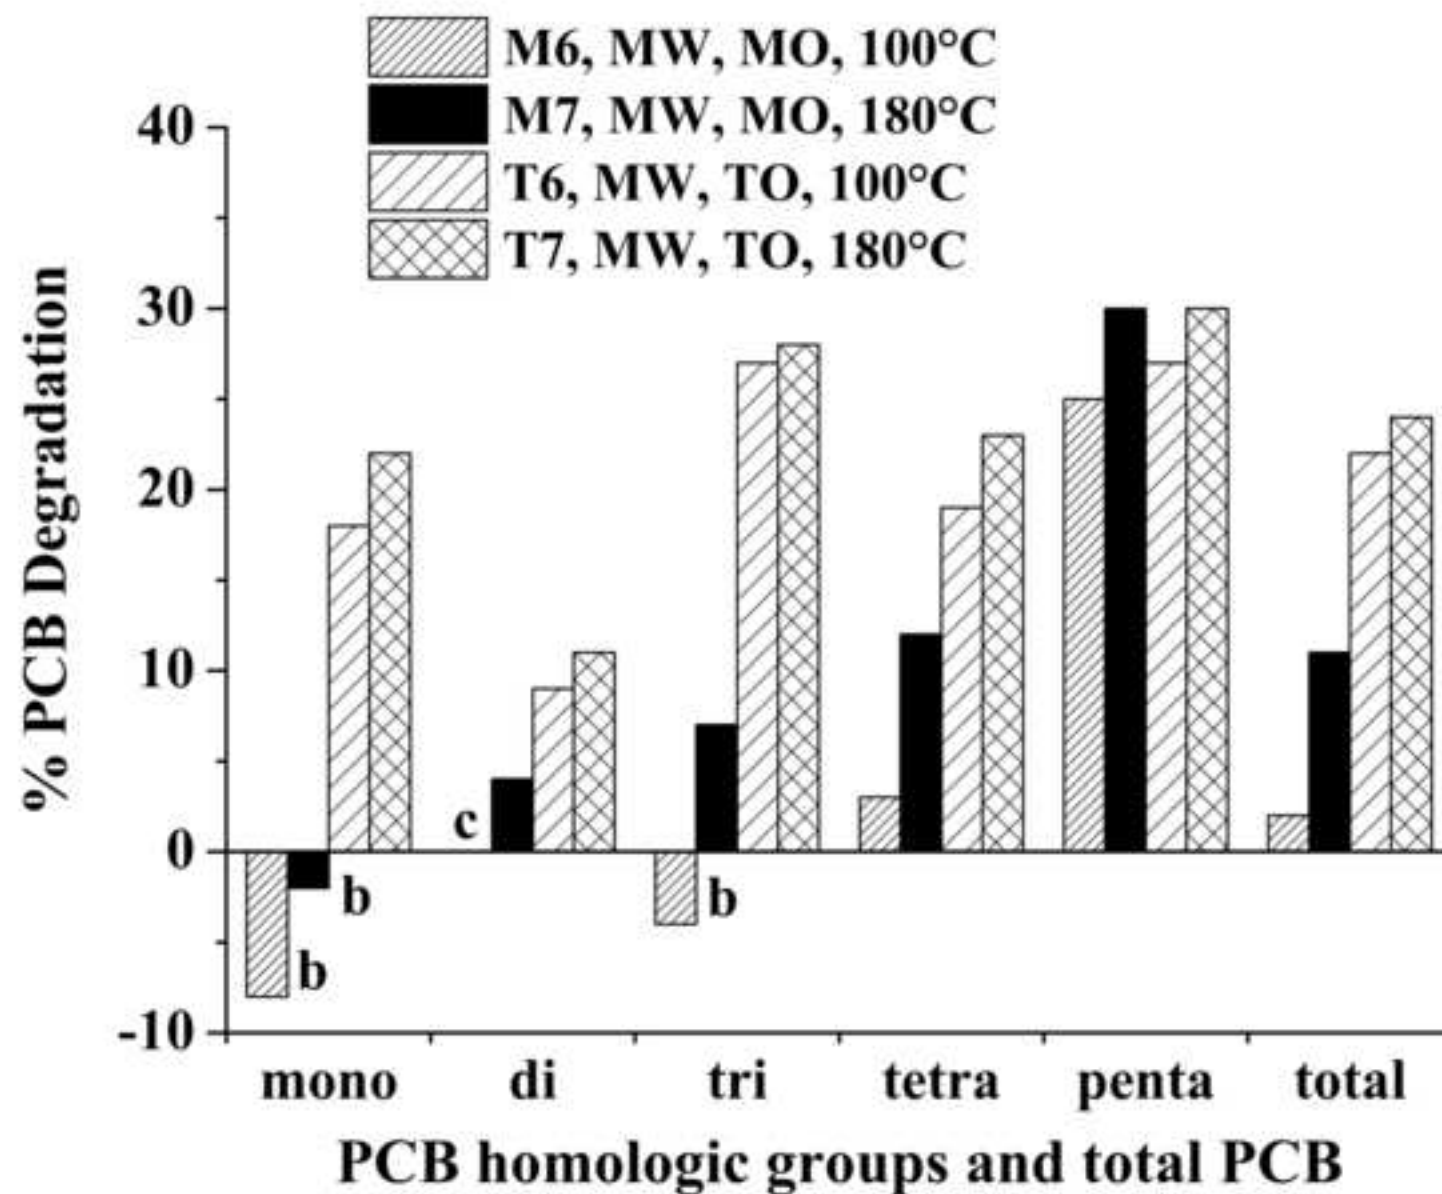 M6, MW, MO, 100°C
M7, MW, MO, 180°C
T6, MW, TO, 100°C
T7, MW, TO, 180°C
% PCB Degradation
40
30
20
10
0
-10
b
b
c
b
mono di tri tetra penta total
PCB homologic groups and total PCB